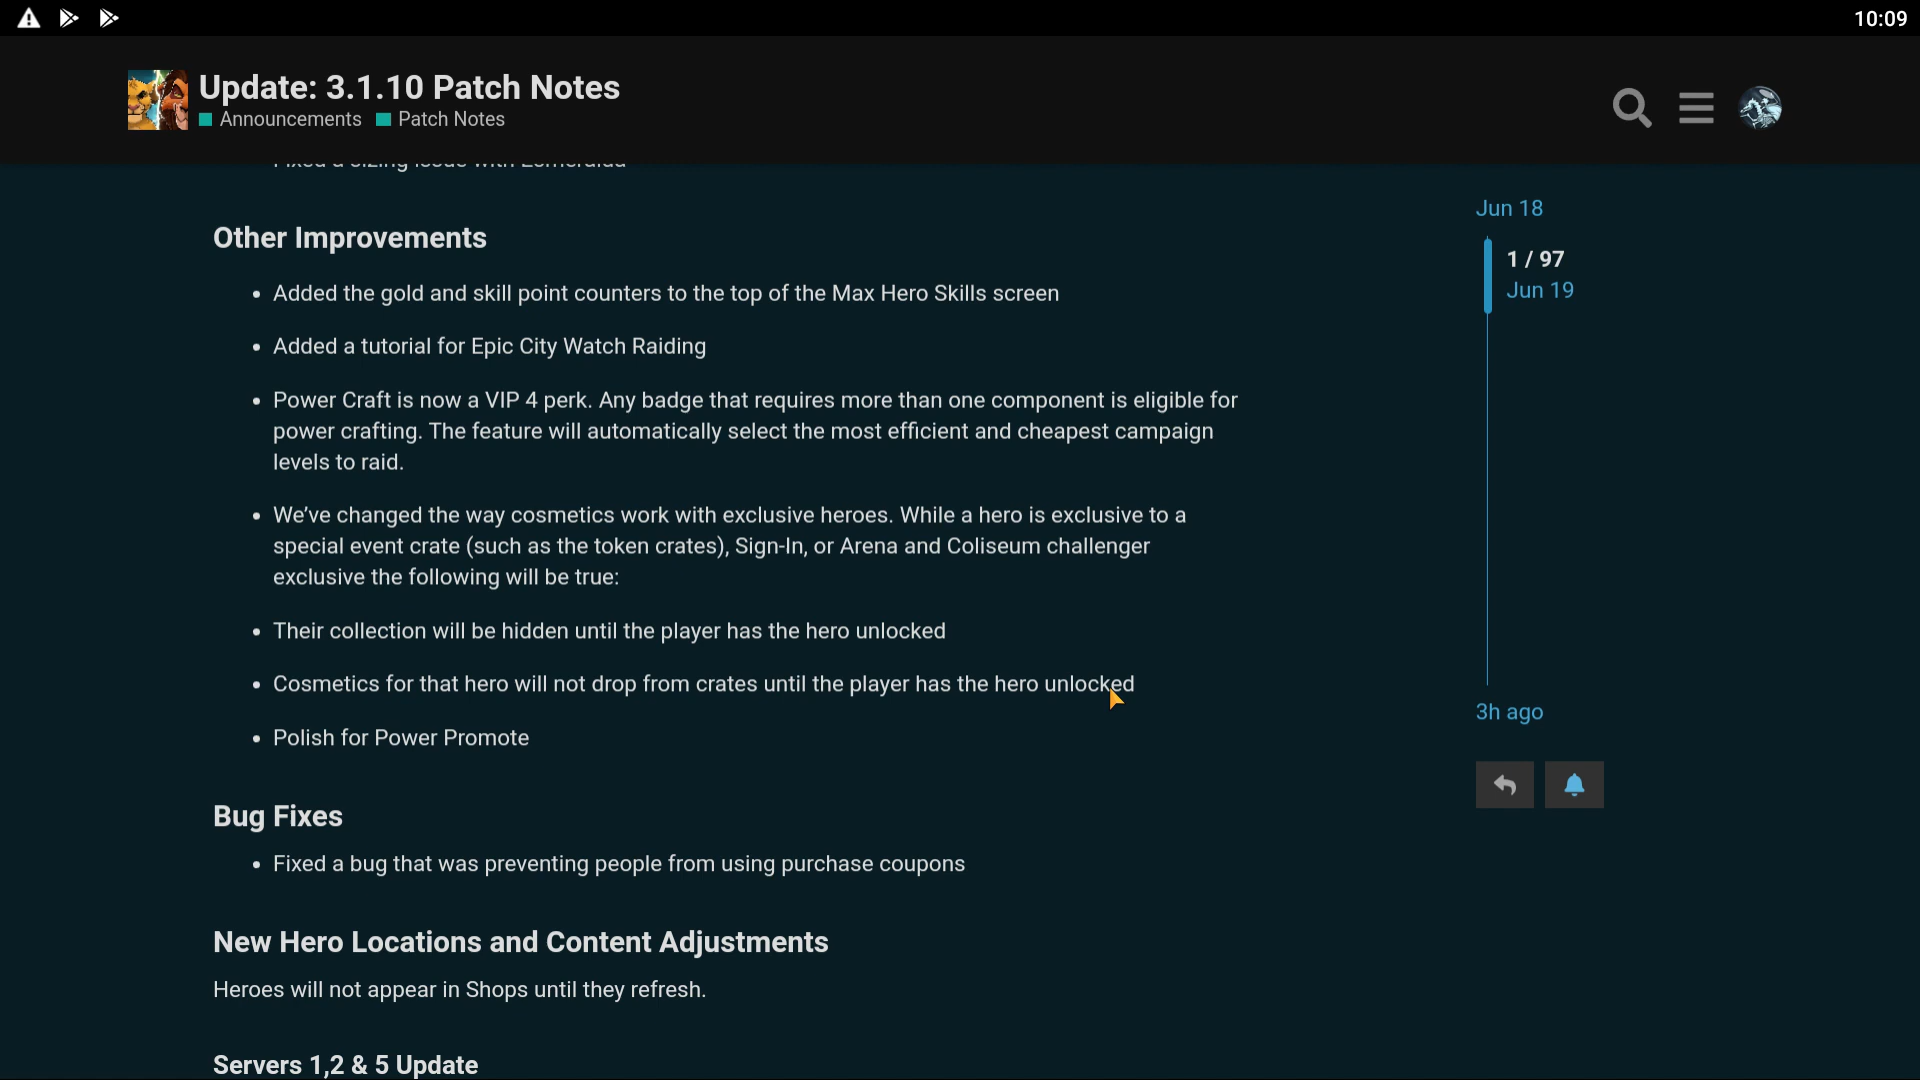 10:09
Update: 3.1.10 Patch Notes
Announcements Patch Notes
Fixed a sizing issue with Esmeralda
Other Improvements
• Added the gold and skill point counters to the top of the Max Hero Skills screen
• Added a tutorial for Epic City Watch Raiding
• Power Craft is now a VIP 4 perk. Any badge that requires more than one component is eligible for
power crafting. The feature will automatically select the most efficient and cheapest campaign
levels to raid.
• We’ve changed the way cosmetics work with exclusive heroes. While a hero is exclusive to a
special event crate (such as the token crates), Sign-In, or Arena and Coliseum challenger
exclusive the following will be true:
• Their collection will be hidden until the player has the hero unlocked
• Cosmetics for that hero will not drop from crates until the player has the hero unlocked
• Polish for Power Promote
Bug Fixes
• Fixed a bug that was preventing people from using purchase coupons
New Hero Locations and Content Adjustments
Heroes will not appear in Shops until they refresh.
Servers 1,2 & 5 Update
Jun 18
1 / 97
Jun 19
3h ago